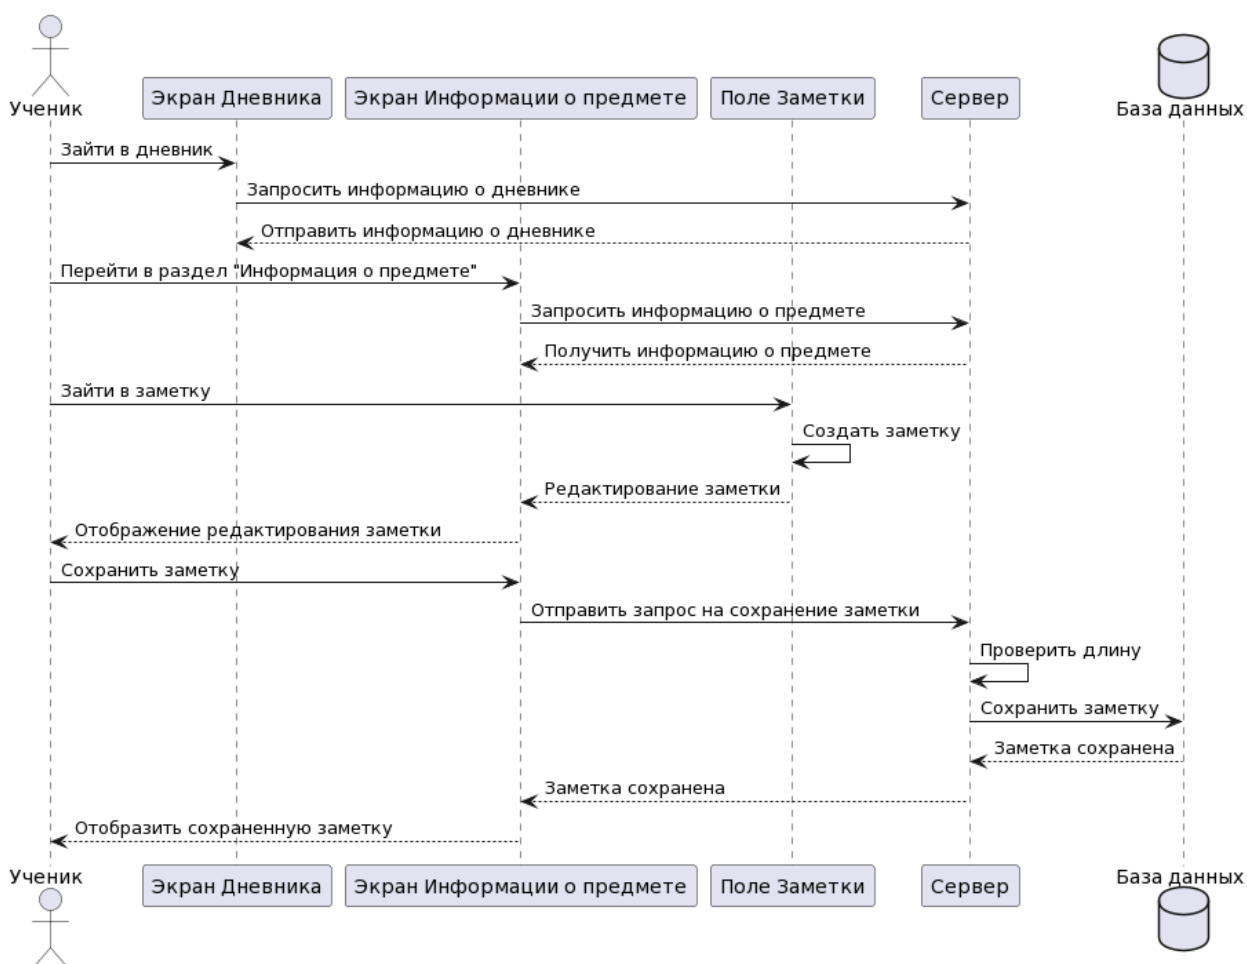 Ученик
Экран Дневника
Экран Информации о предмете
Поле Заметки
Сервер
База данных
Зайти в дневник
Запросить информацию о дневнике
Отправить информацию о дневнике
Перейти в раздел "Информация о предмете"
Запросить информацию о предмете
Получить информацию о предмете
Зайти в заметку
Создать заметку
Редактирование заметки
Отображение редактирования заметки
Сохранить заметку
Отправить запрос на сохранение заметки
Проверить длину
Сохранить заметку
Заметка сохранена
Заметка сохранена
Отобразить сохраненную заметку
Ученик
Экран Дневника
Экран Информации о предмете
Поле Заметки
Сервер
База данных